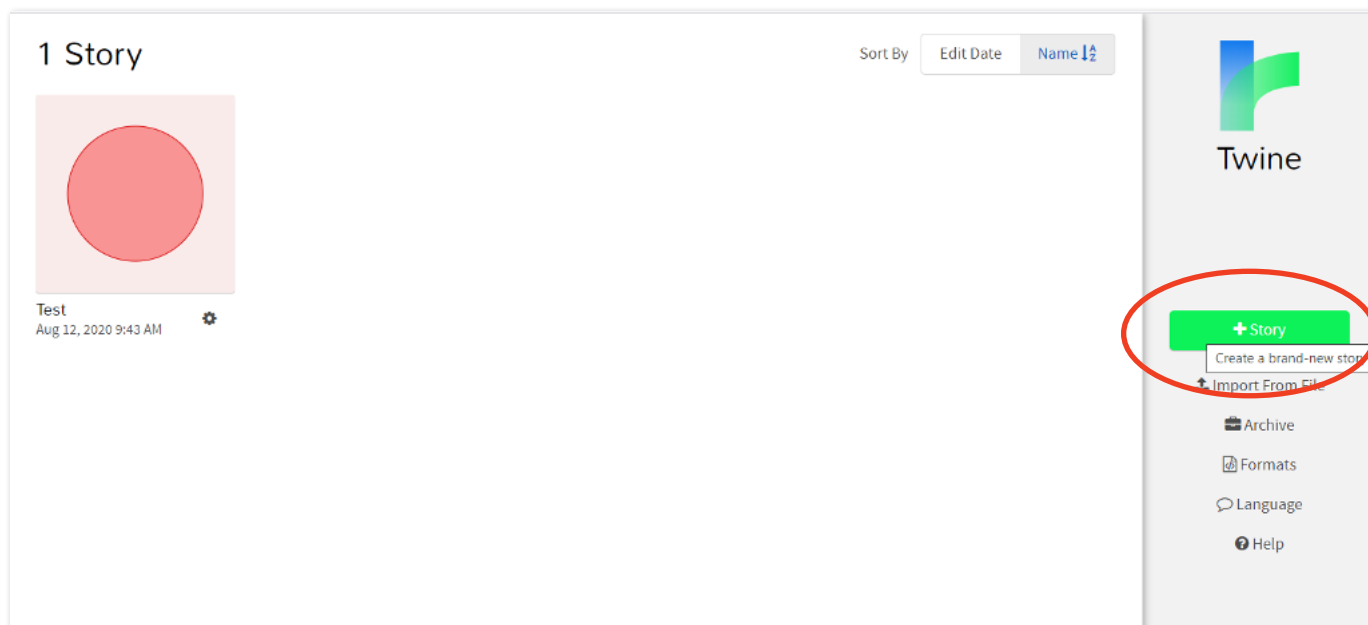 1 Story
Sort By Edit Date Name
Test
Aug 12, 2020 9:43 AM
Twine
+ Story
Create a brand-new
Import From File
Archive
Formats
Language
Help